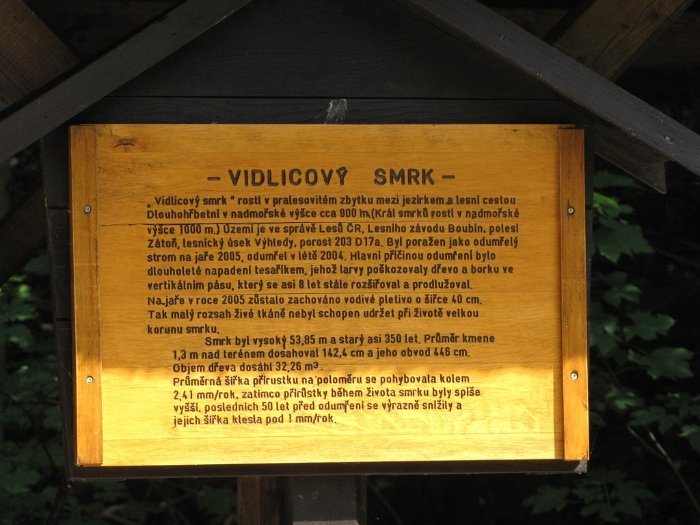 - VIDLICOVÝ SMRK -
„Vidlicový smrk" rostl v pralesovitém zbytku mezi jezírkem a lesní cestou
Dlouhohřbetní v nadmořské výšce cca 900 m.(Král smrků rostl v nadmořské
výšce 1000 m.) Území je ve správě Lesů ČR, Lesního závodu Boubín, polesí
Zátoň, lesnický úsek Výhledy, porost 203 D17a. Byl poražen jako odumřelý
strom na jaře 2005, odumřel v létě 2004. Hlavní příčinou odumření bylo
dlouholeté napadení tesaříkem, jehož larvy poškozovaly dřevo a borku ve
vertikálním pásu, který se asi 8 let stále rozšiřoval a prodlužoval.
Na jaře v roce 2005 zůstalo zachováno vodivé pletivo o šířce 40 cm.
Tak malý rozsah živé tkáně nebyl schopen udržet při životě velkou
korunu smrku.
Smrk byl vysoký 53,85 m a starý asi 350 let. Průměr kmene
1,3 m nad terénem dosahoval 142,4 cm a jeho obvod 446 cm.
Objem dřeva dosáhl 32,26 m³.
Průměrná šířka přírustku na poloměru se pohybovala kolem
2,41 mm/rok, zatímco přírůstky během života smrku byly spíše
vyšší, posledních 50 let před odumření se výrazně snížily a
jejich šířka klesla pod 1 mm/rok.